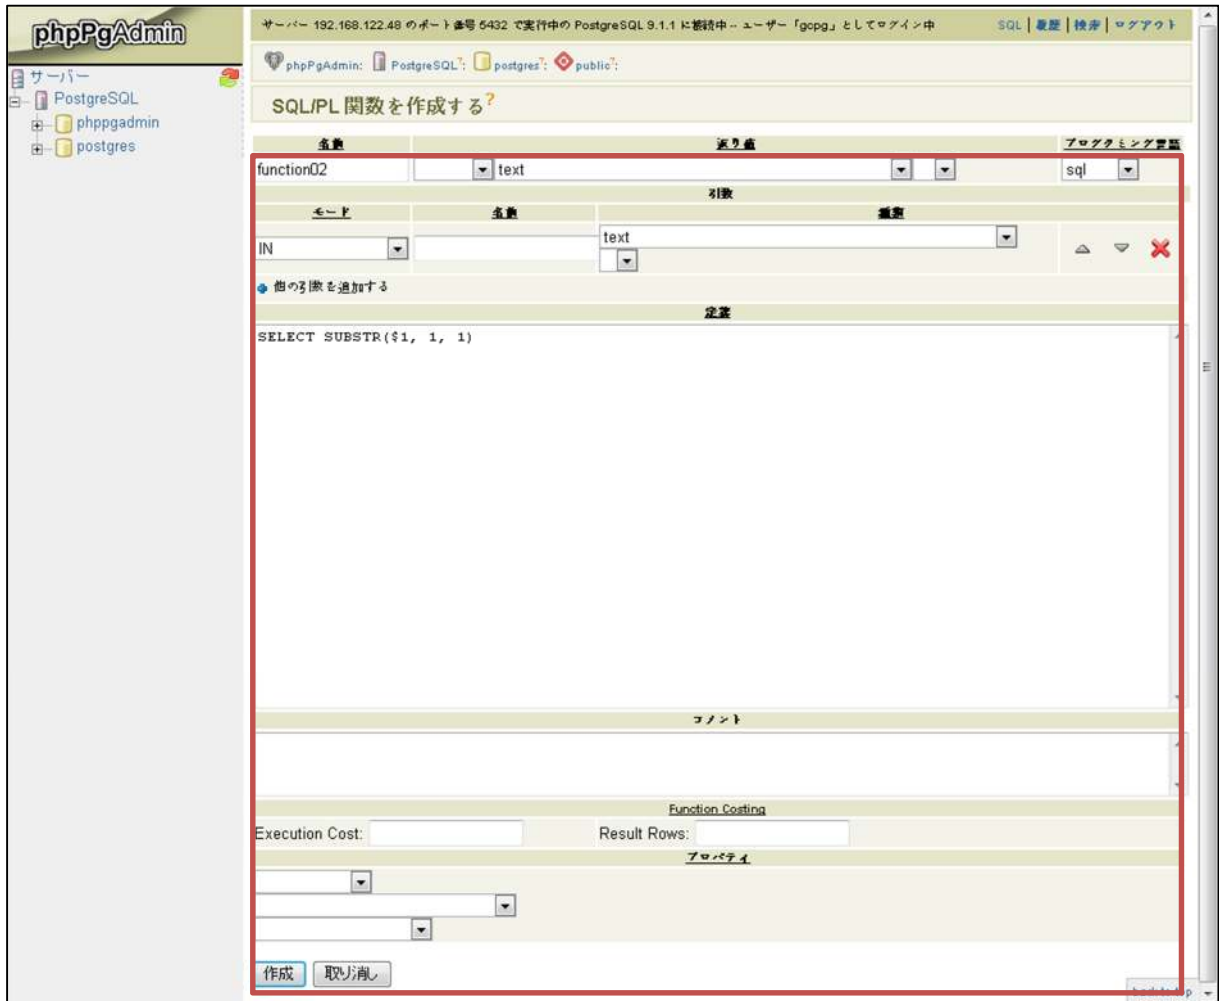 phpPgAdmin
サーバー
PostgreSQL
phppgadmin
postgres
サーバー 192.168.122.48 のポート番号 5432 で実行中の PostgreSQL 9.1.1 に接続中 -- ユーザー「gopg」としてログイン中
SQL | 履歴 | 検索 | ログアウト
phpPgAdmin: PostgreSQL?: postgres?: public?:
SQL/PL 関数を作成する?
名前 返り値 プログラミング言語
function02 text sql
引数
モード 名前 種類
IN text
他の引数を追加する
定義
SELECT SUBSTR($1, 1, 1)
コメント
Function Costing
Execution Cost: Result Rows:
プロパティ
作成 取り消し
back to top